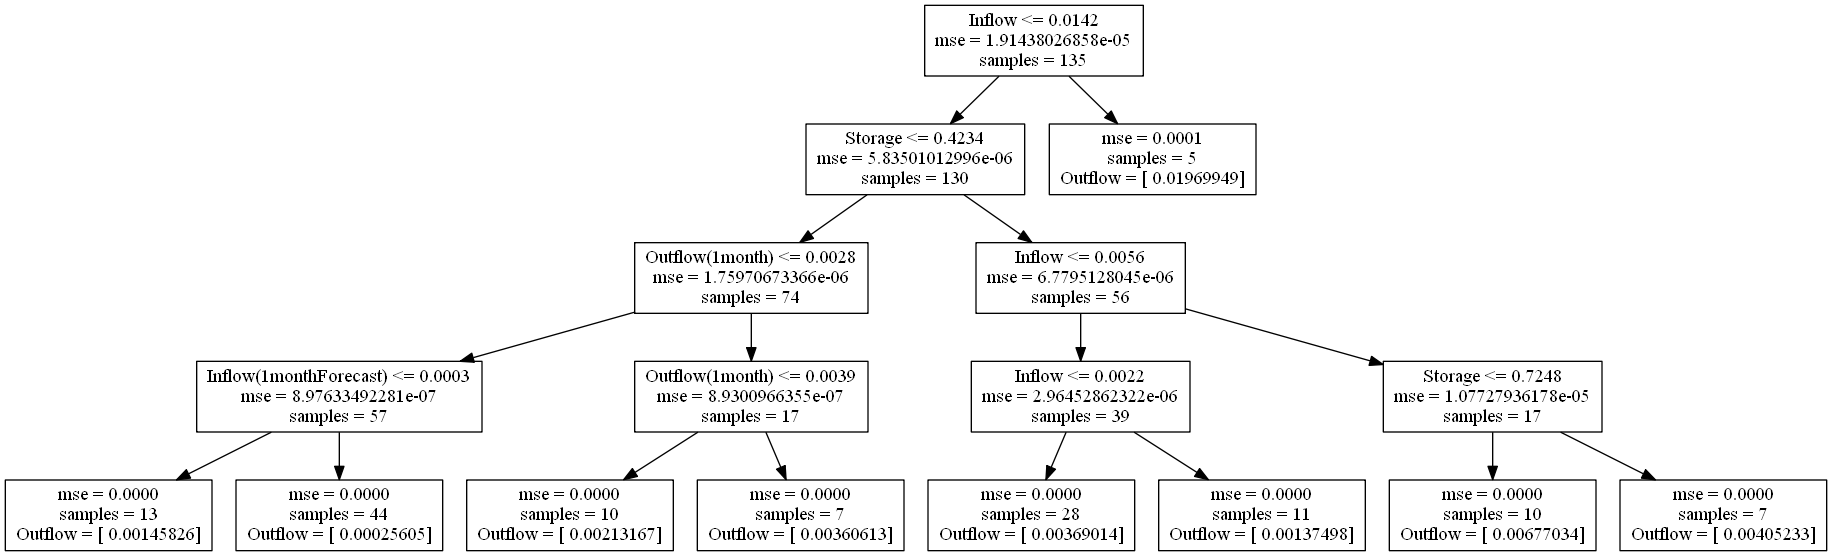 Inflow <= 0.0142
mse = 1.91438026858e-05
samples = 135
Storage <= 0.4234
mse = 5.83501012996e-06
samples = 130
mse = 0.0001
samples = 5
Outflow = [ 0.01969949]
Outflow(1month) <= 0.0028
mse = 1.75970673366e-06
samples = 74
Inflow <= 0.0056
mse = 6.7795128045e-06
samples = 56
Inflow(1monthForecast) <= 0.0003
mse = 8.97633492281e-07
samples = 57
Outflow(1month) <= 0.0039
mse = 8.9300966355e-07
samples = 17
Inflow <= 0.0022
mse = 2.96452862322e-06
samples = 39
Storage <= 0.7248
mse = 1.07727936178e-05
samples = 17
mse = 0.0000
samples = 13
Outflow = [ 0.00145826]
mse = 0.0000
samples = 44
Outflow = [ 0.00025605]
mse = 0.0000
samples = 10
Outflow = [ 0.00213167]
mse = 0.0000
samples = 7
Outflow = [ 0.00360613]
mse = 0.0000
samples = 28
Outflow = [ 0.00369014]
mse = 0.0000
samples = 11
Outflow = [ 0.00137498]
mse = 0.0000
samples = 10
Outflow = [ 0.00677034]
mse = 0.0000
samples = 7
Outflow = [ 0.00405233]